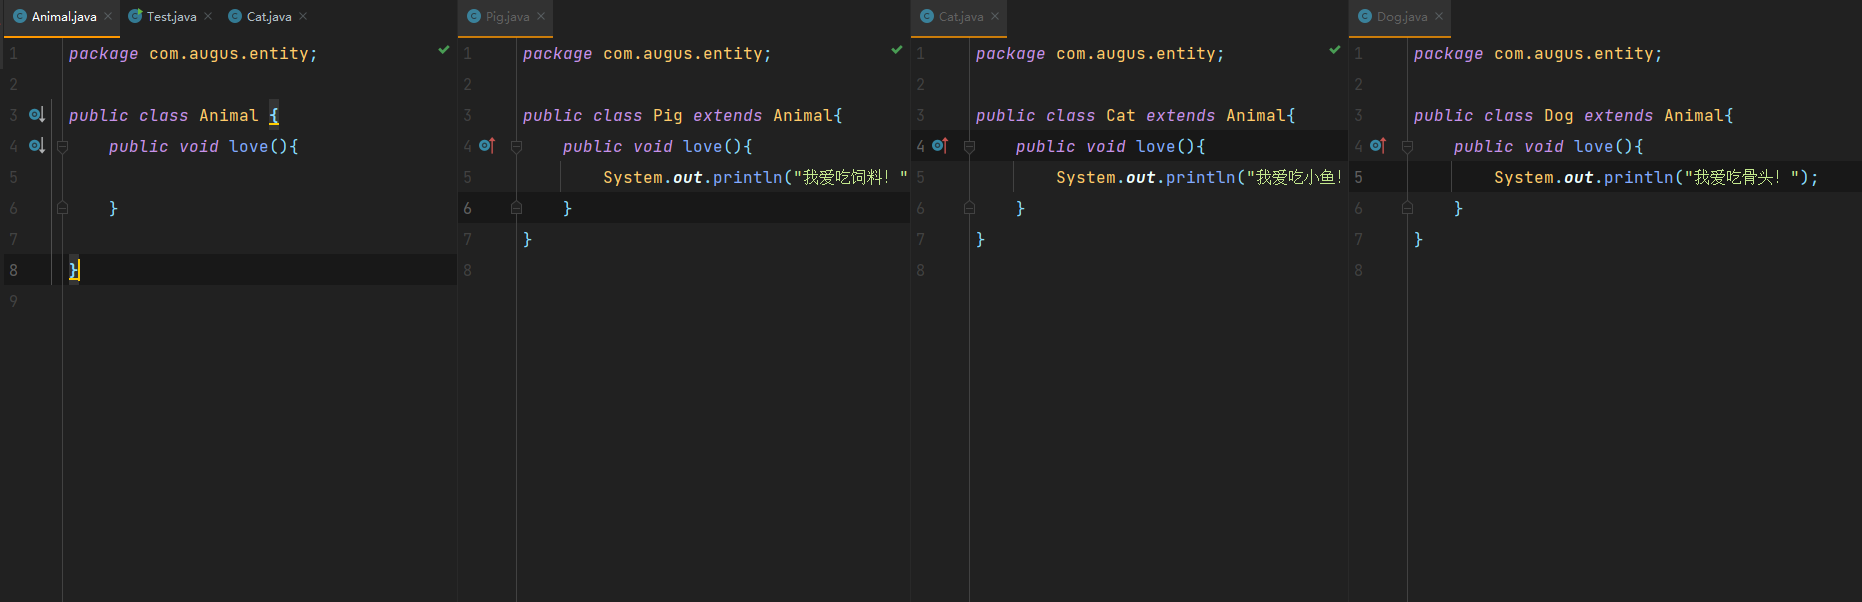 Animal.java
Test.java
Cat.java
1 package com.augus.entity;
2
3 public class Animal {
4 public void love(){
5
6 }
7
8 }
9
Pig.java
1 package com.augus.entity;
2
3 public class Pig extends Animal{
4 public void love(){
5 System.out.println("我爱吃饲料！"
6 }
7 }
8
Cat.java
1 package com.augus.entity;
2
3 public class Cat extends Animal{
4 public void love(){
5 System.out.println("我爱吃小鱼！
6 }
7 }
8
Dog.java
1 package com.augus.entity;
2
3 public class Dog extends Animal{
4 public void love(){
5 System.out.println("我爱吃骨头！");
6 }
7 }
8